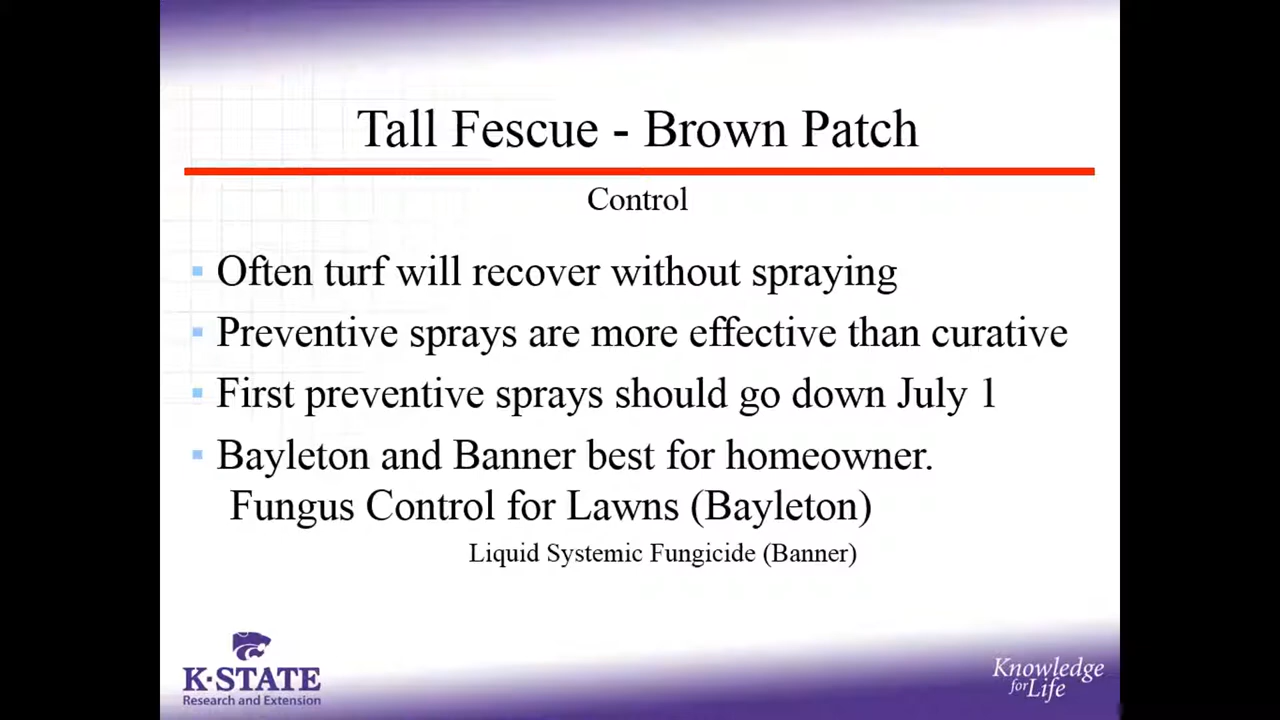 Tall Fescue - Brown Patch
Control
Often turf will recover without spraying
Preventive sprays are more effective than curative
First preventive sprays should go down July 1
Bayleton and Banner best for homeowner.
Fungus Control for Lawns (Bayleton)
Liquid Systemic Fungicide (Banner)
K-STATE
Research and Extension
Knowledge
for Life